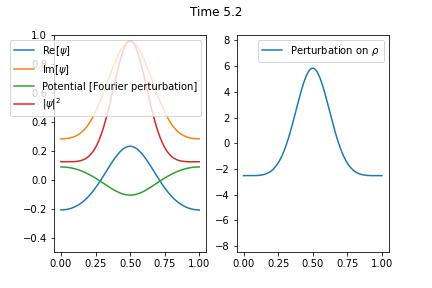 Time 5.2
Re[ψ]
Im[ψ]
Potential [Fourier perturbation]
|ψ|²
1.0
0.8
0.6
0.4
0.2
0.0
−0.2
−0.4
0.00 0.25 0.50 0.75 1.00
Perturbation on ρ
8
6
4
2
0
−2
−4
−6
−8
0.00 0.25 0.50 0.75 1.00